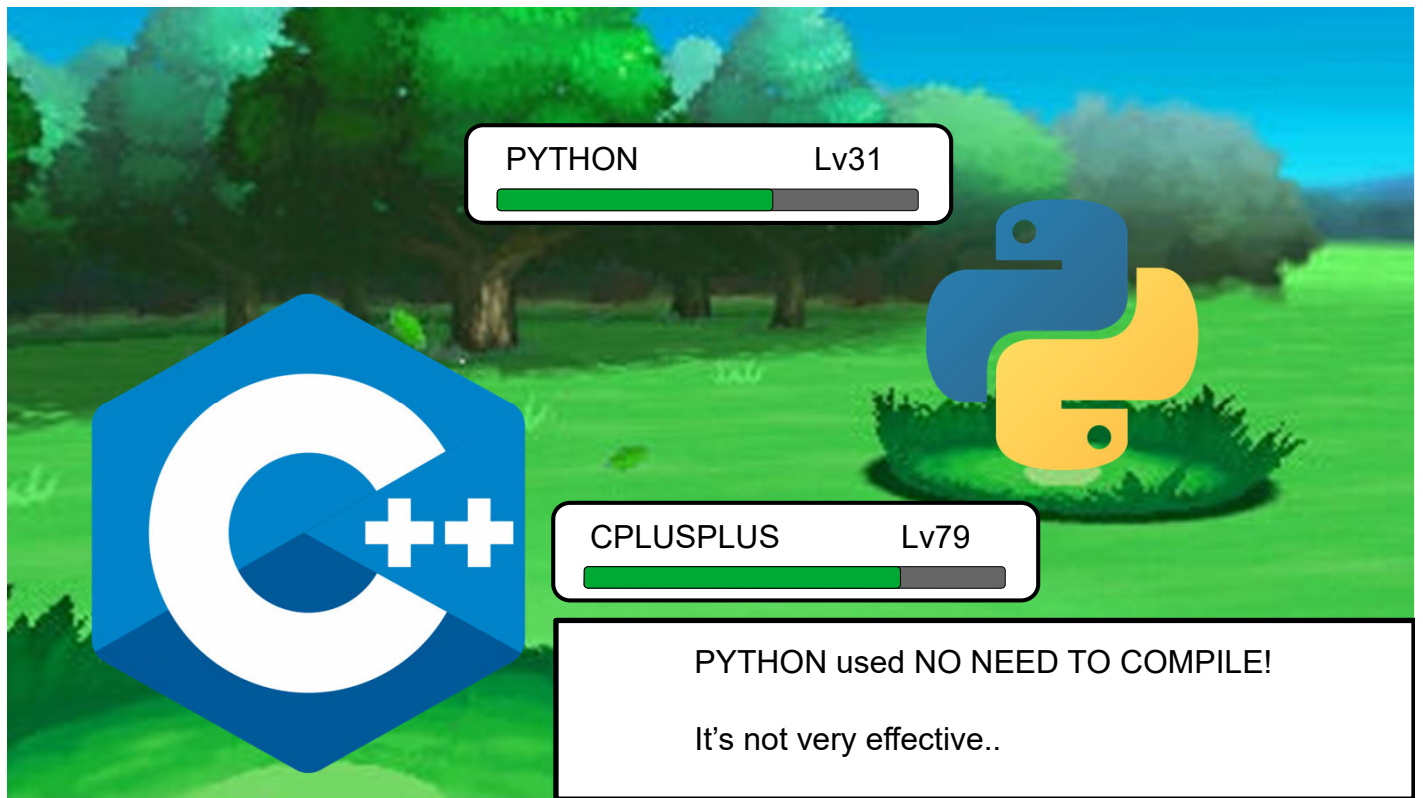 PYTHON Lv31
C++
CPLUSPLUS Lv79
PYTHON used NO NEED TO COMPILE!
It’s not very effective..